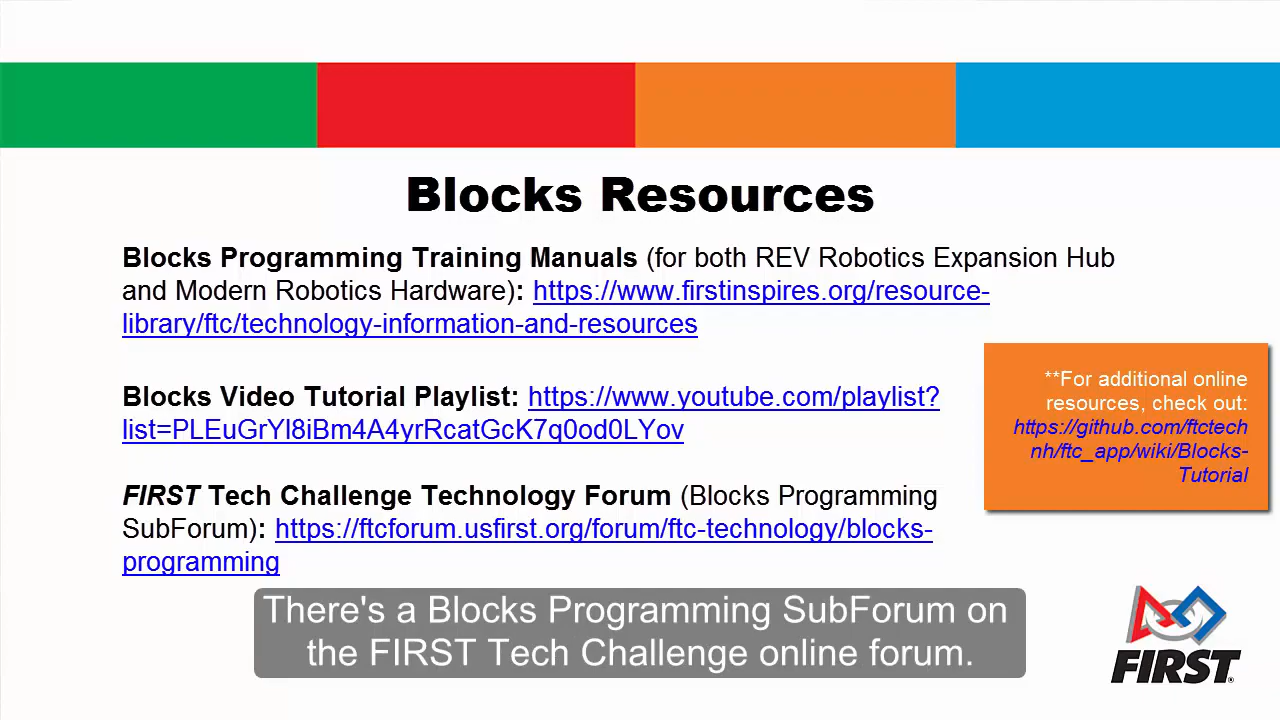 Blocks Resources
Blocks Programming Training Manuals (for both REV Robotics Expansion Hub
and Modern Robotics Hardware): https://www.firstinspires.org/resource-
library/ftc/technology-information-and-resources
Blocks Video Tutorial Playlist: https://www.youtube.com/playlist?
list=PLEuGrYl8iBm4A4yrRcatGcK7q0od0LYov
FIRST Tech Challenge Technology Forum (Blocks Programming
SubForum): https://ftcforum.usfirst.org/forum/ftc-technology/blocks-
programming
**For additional online
resources, check out:
https://github.com/ftctech
nh/ftc_app/wiki/Blocks-
Tutorial
There's a Blocks Programming SubForum on
the FIRST Tech Challenge online forum.
FIRST®